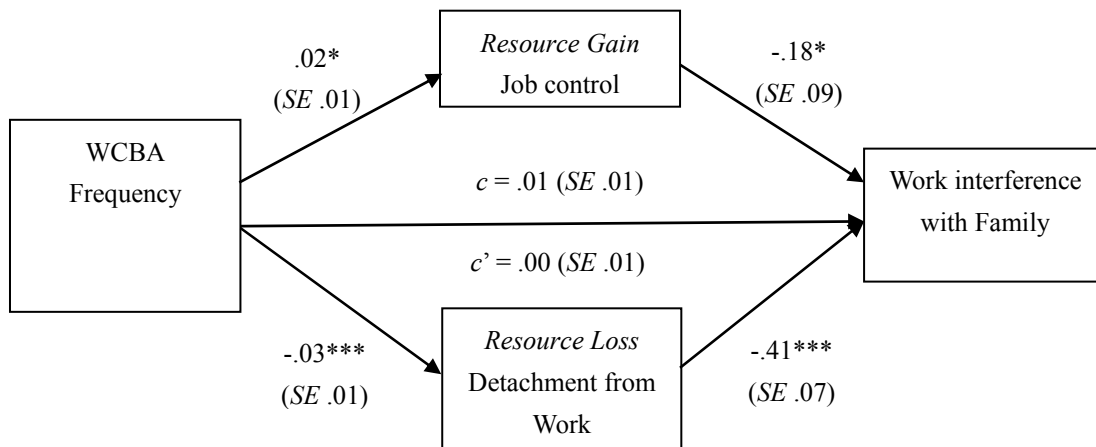 .02*
(SE .01)
Resource Gain
Job control
-.18*
(SE .09)
WCBA
Frequency
c = .01 (SE .01)
c’ = .00 (SE .01)
Work interference
with Family
-.03***
(SE .01)
Resource Loss
Detachment from
Work
-.41***
(SE .07)